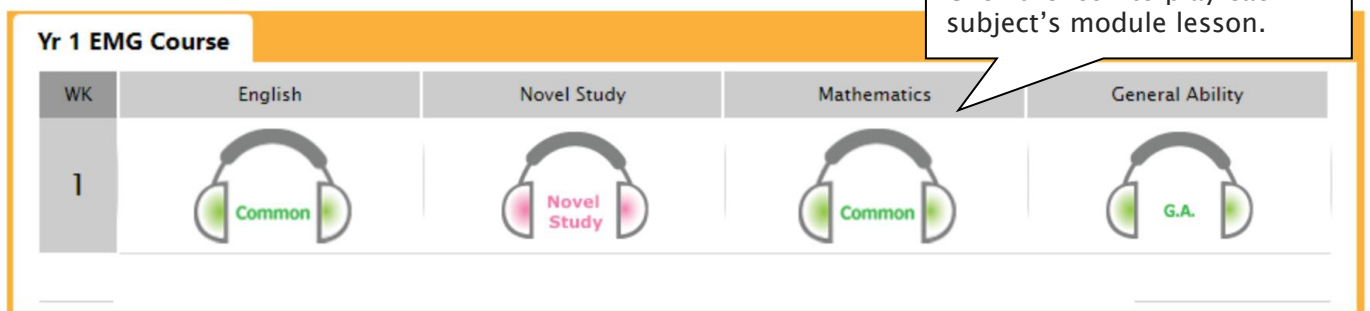 subject's module lesson.
Yr 1 EMG Course
WK English Novel Study Mathematics General Ability
1
Common
Novel
Study
Common
G.A.